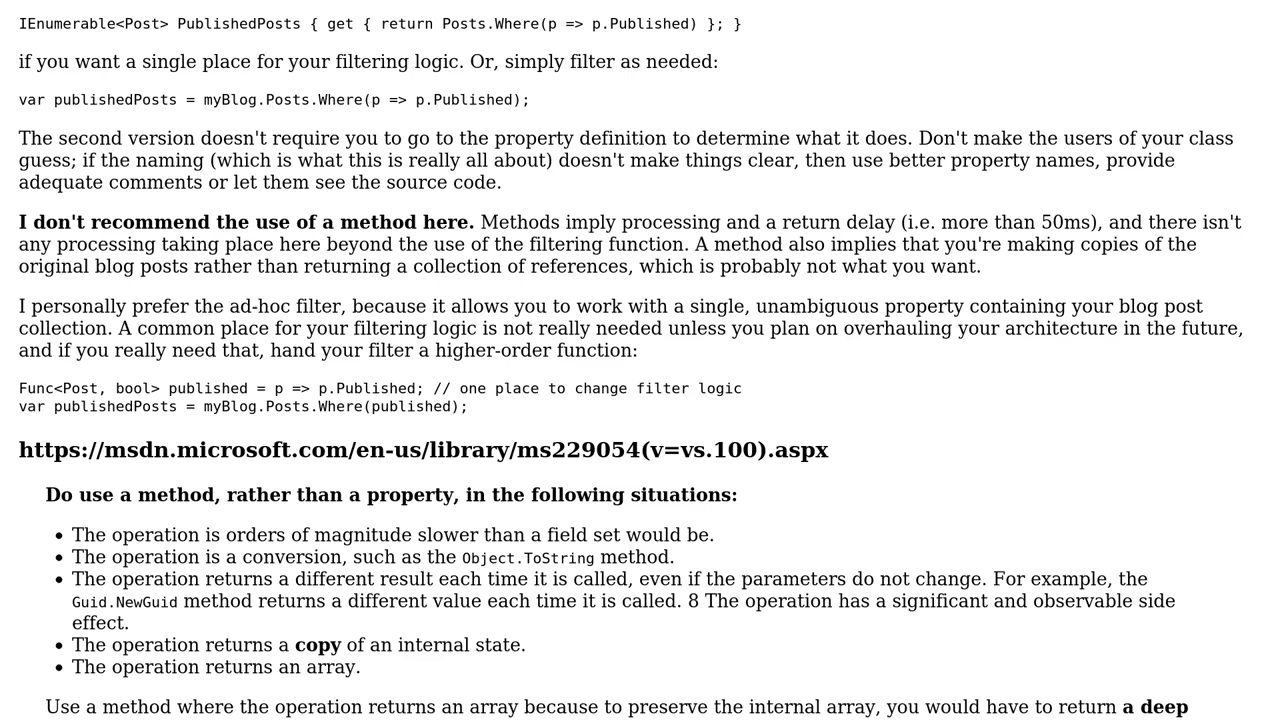 IEnumerable<Post> PublishedPosts { get { return Posts.Where(p => p.Published) }; }
if you want a single place for your filtering logic. Or, simply filter as needed:
var publishedPosts = myBlog.Posts.Where(p => p.Published);
The second version doesn't require you to go to the property definition to determine what it does. Don't make the users of your class
guess; if the naming (which is what this is really all about) doesn't make things clear, then use better property names, provide
adequate comments or let them see the source code.
I don't recommend the use of a method here. Methods imply processing and a return delay (i.e. more than 50ms), and there isn't
any processing taking place here beyond the use of the filtering function. A method also implies that you're making copies of the
original blog posts rather than returning a collection of references, which is probably not what you want.
I personally prefer the ad-hoc filter, because it allows you to work with a single, unambiguous property containing your blog post
collection. A common place for your filtering logic is not really needed unless you plan on overhauling your architecture in the future,
and if you really need that, hand your filter a higher-order function:
Func<Post, bool> published = p => p.Published; // one place to change filter logic
var publishedPosts = myBlog.Posts.Where(published);
https://msdn.microsoft.com/en-us/library/ms229054(v=vs.100).aspx
Do use a method, rather than a property, in the following situations:
• The operation is orders of magnitude slower than a field set would be.
• The operation is a conversion, such as the Object.ToString method.
• The operation returns a different result each time it is called, even if the parameters do not change. For example, the
Guid.NewGuid method returns a different value each time it is called. 8 The operation has a significant and observable side
effect.
• The operation returns a copy of an internal state.
• The operation returns an array.
Use a method where the operation returns an array because to preserve the internal array, you would have to return a deep